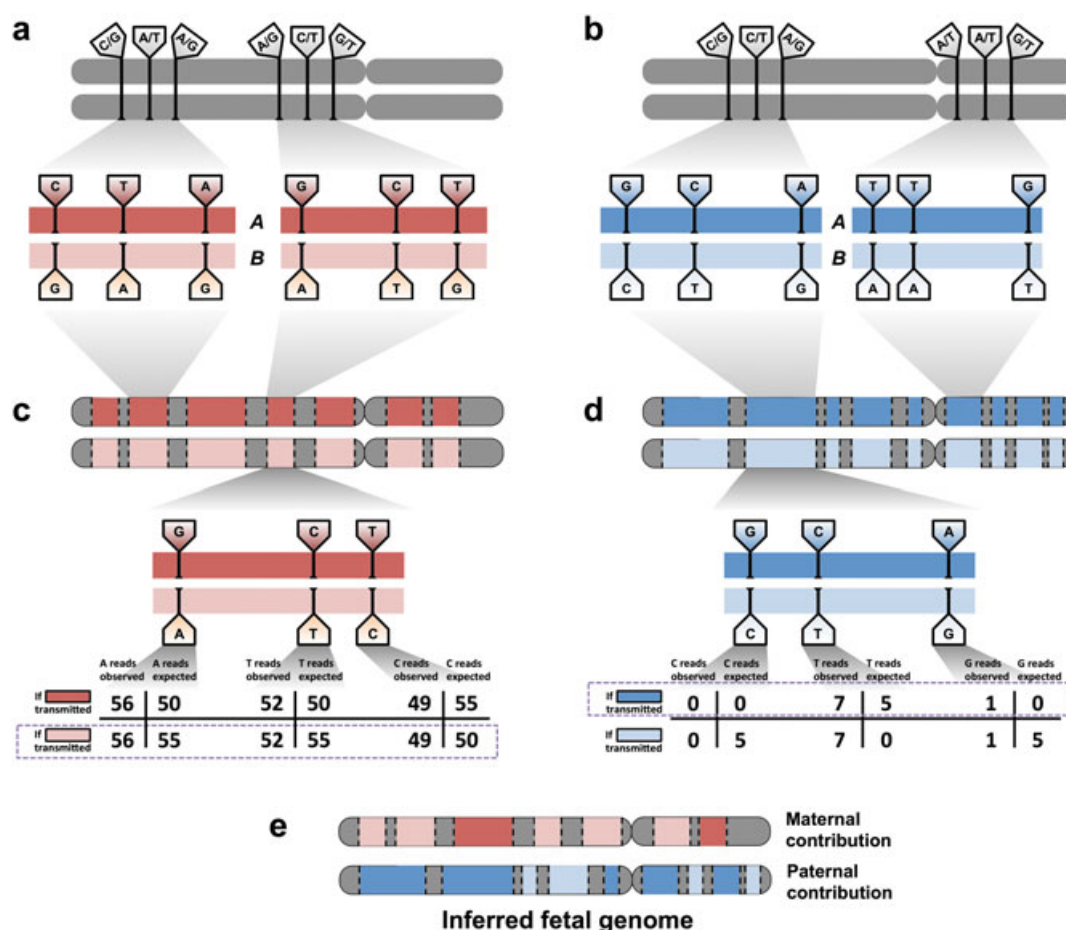 a
C/G A/T A/G A/G C/T G/T
C T A G C T
A
B
G A G A T G
b
C/G C/T A/G A/T A/T G/T
G C A T T G
A
B
C T G A A T
c
G C T
A T C
A reads observed A reads expected T reads observed T reads expected C reads observed C reads expected
If transmitted 56 50 52 50 49 55
If transmitted 56 55 52 55 49 50
d
G C A
C T G
C reads observed C reads expected T reads observed T reads expected G reads observed G reads expected
If transmitted 0 0 7 5 1 0
If transmitted 0 5 7 0 1 5
e
Maternal
contribution
Paternal
contribution
Inferred fetal genome